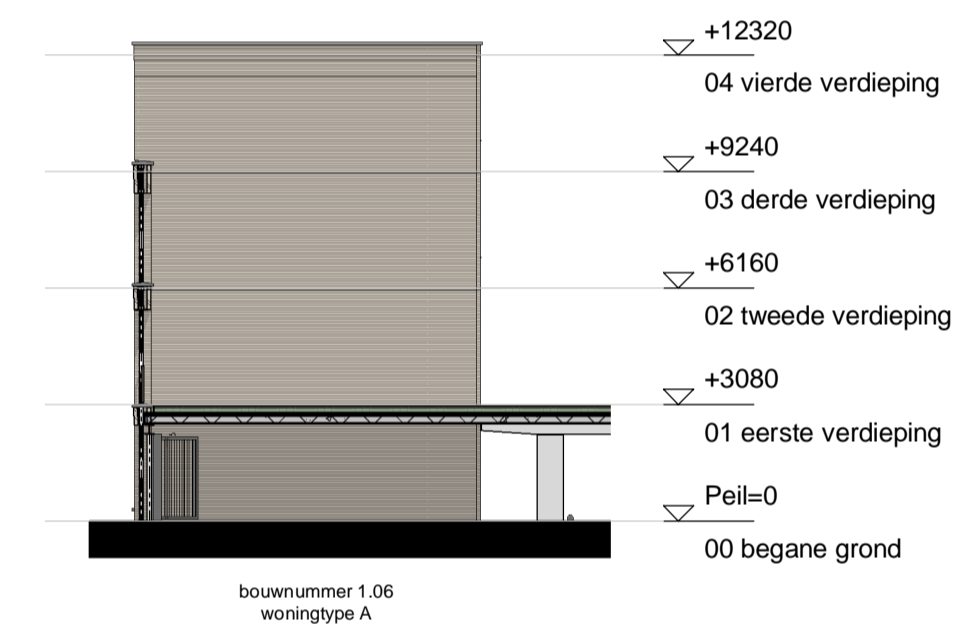 +12320
04 vierde verdieping
+9240
03 derde verdieping
+6160
02 tweede verdieping
+3080
01 eerste verdieping
Peil=0
00 begane grond
bouwnummer 1.06
woningtype A